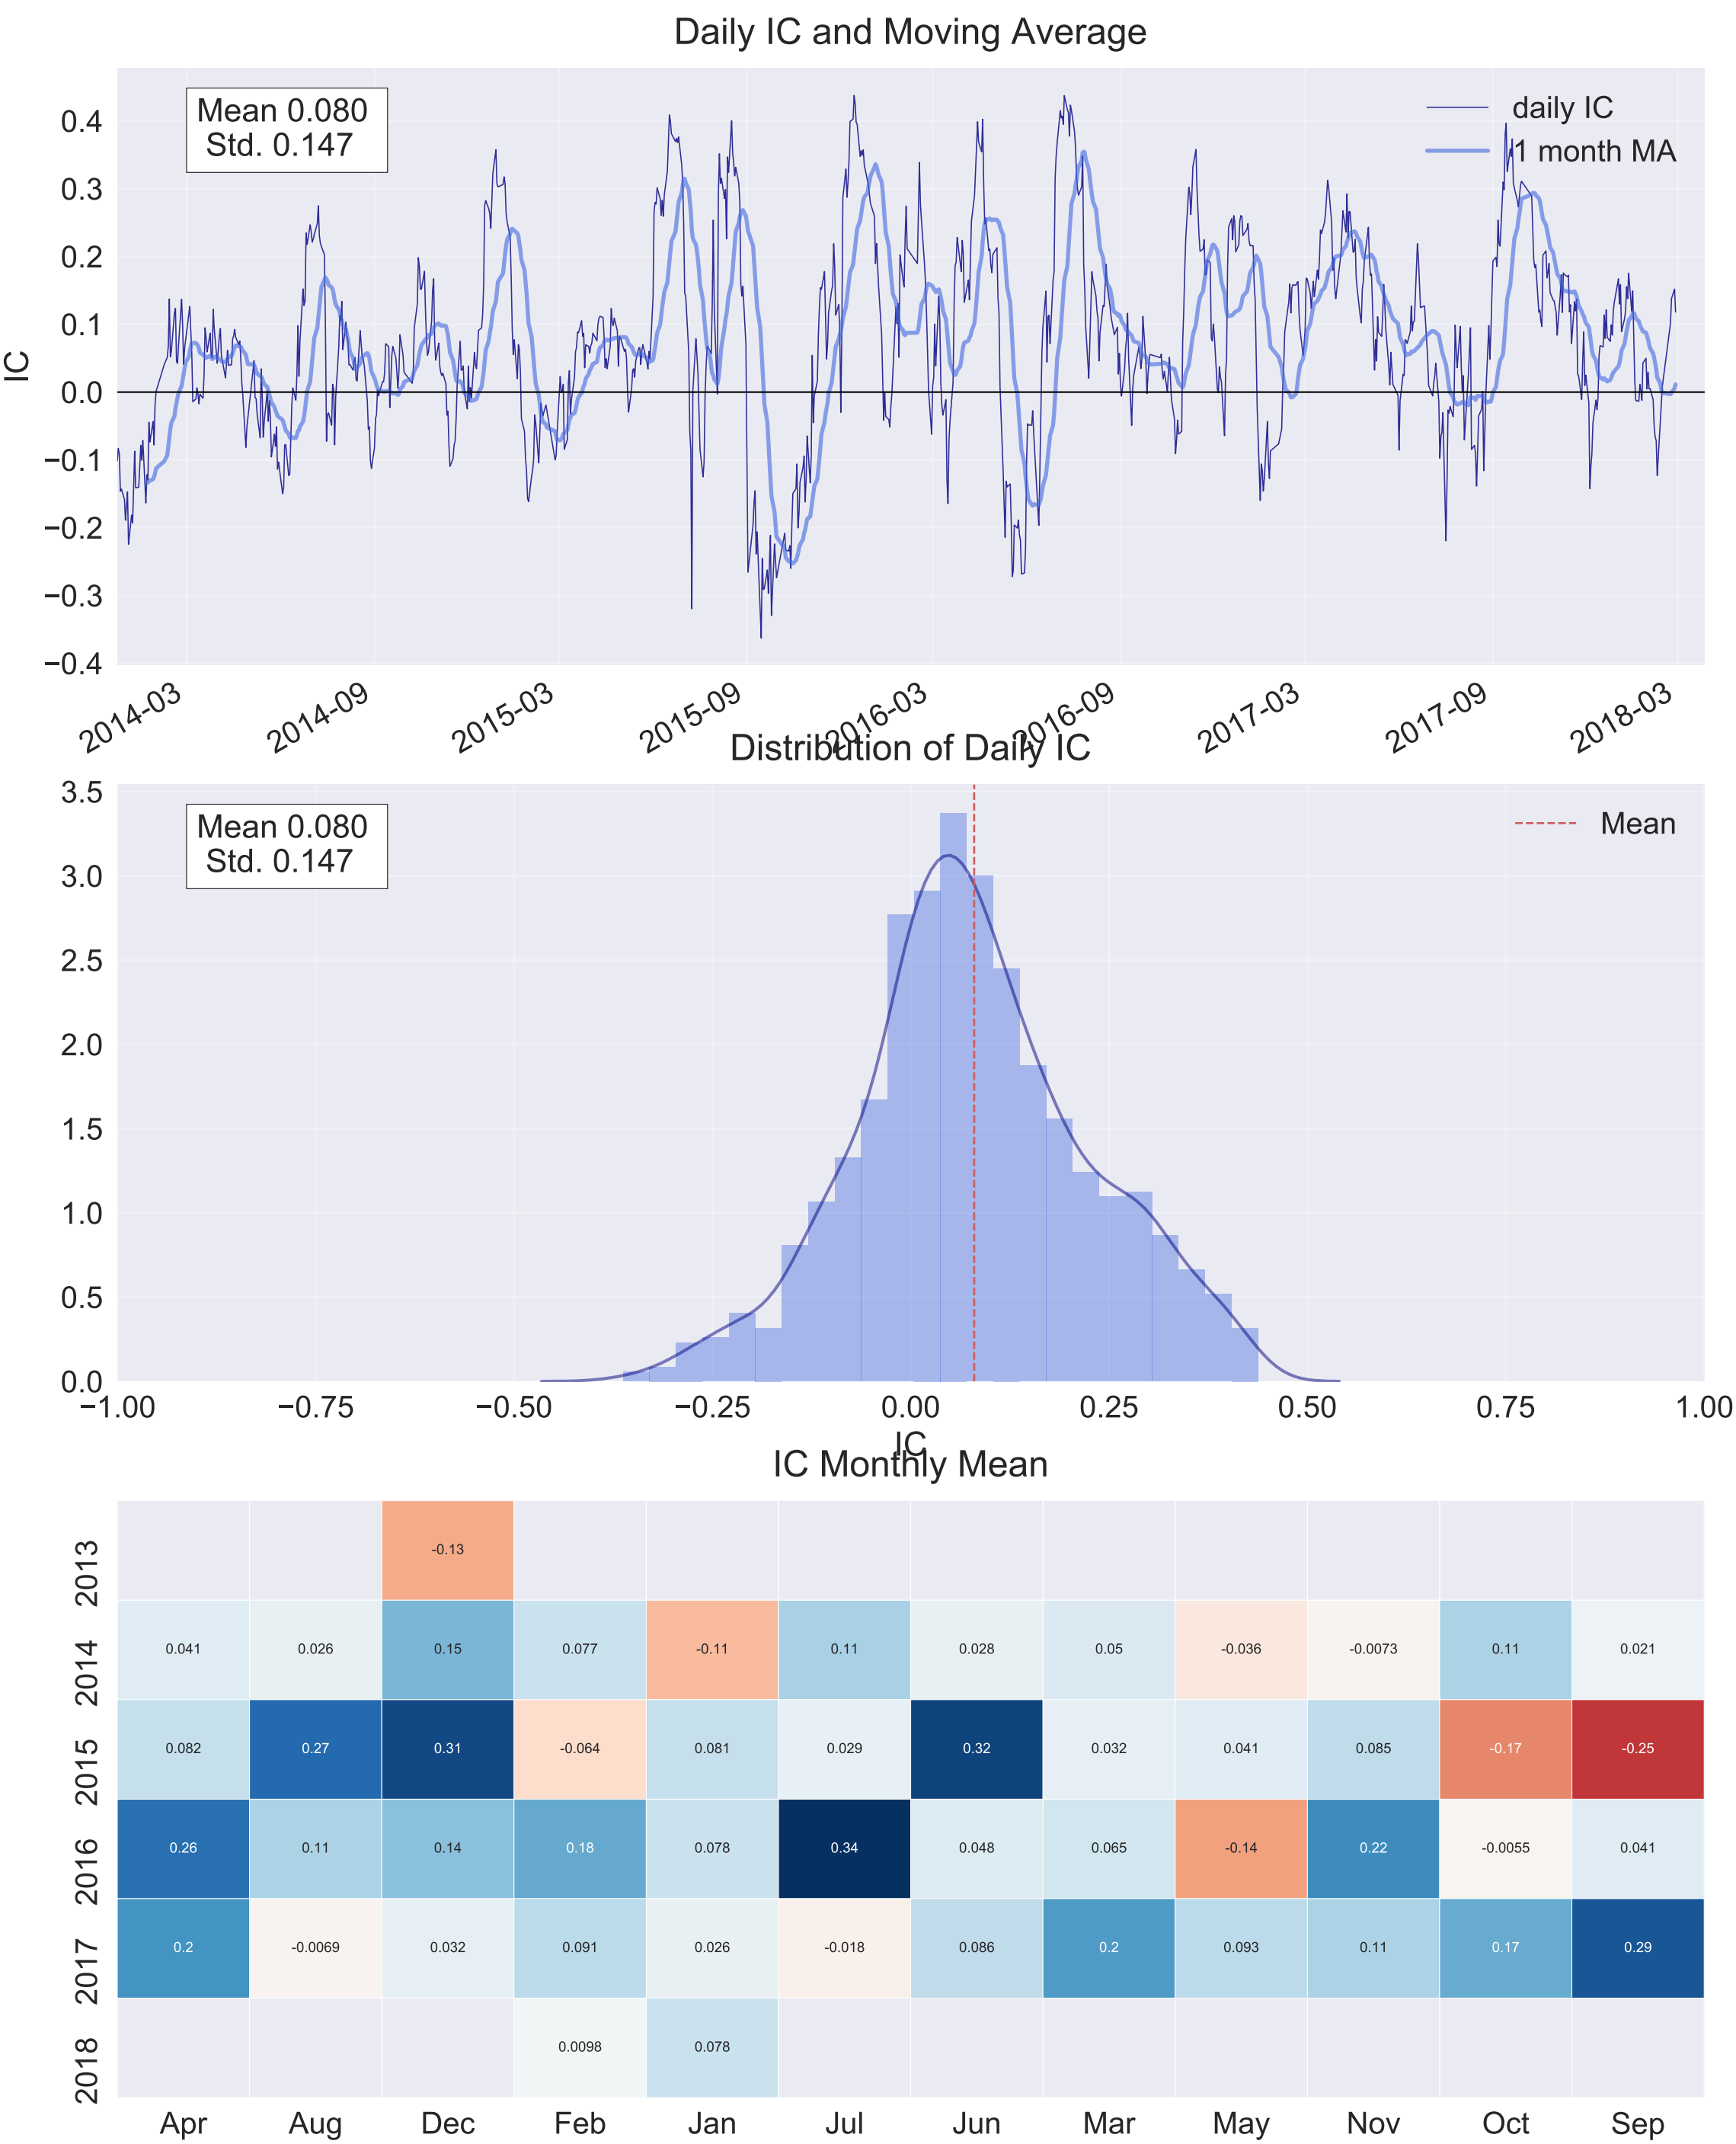 Daily IC and Moving Average
Mean 0.080
Std. 0.147
daily IC
1 month MA
IC
0.4
0.3
0.2
0.1
0.0
−0.1
−0.2
−0.3
−0.4
2014-03 2014-09 2015-03 2015-09 2016-03 2016-09 2017-03 2017-09 2018-03
Distribution of Daily IC
Mean 0.080
Std. 0.147
Mean
3.5
3.0
2.5
2.0
1.5
1.0
0.5
0.0
−1.00 −0.75 −0.50 −0.25 0.00 0.25 0.50 0.75 1.00
IC
IC Monthly Mean
2013 -0.13
2014 0.041 0.026 0.15 0.077 -0.11 0.11 0.028 0.05 -0.036 -0.0073 0.11 0.021
2015 0.082 0.27 0.31 -0.064 0.081 0.029 0.32 0.032 0.041 0.085 -0.17 -0.25
2016 0.26 0.11 0.14 0.18 0.078 0.34 0.048 0.065 -0.14 0.22 -0.0055 0.041
2017 0.2 -0.0069 0.032 0.091 0.026 -0.018 0.086 0.2 0.093 0.11 0.17 0.29
2018 0.0098 0.078
Apr Aug Dec Feb Jan Jul Jun Mar May Nov Oct Sep